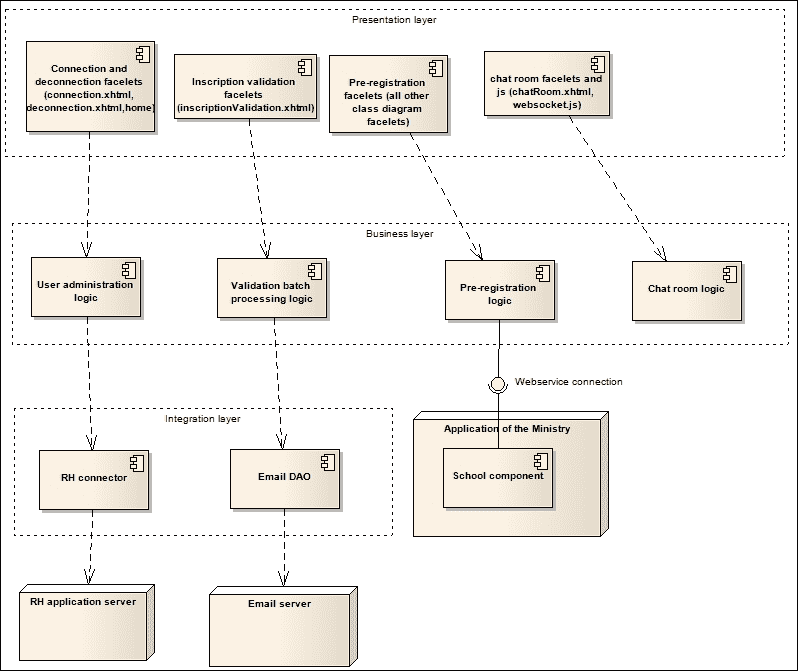 Presentation layer
Connection and
deconnection facelets
(connection.xhtml,
deconnection.xhtml,home)
Inscription validation
facelets
(inscriptionValidation.xhtml)
Pre-registration
facelets (all other
class diagram
facelets)
chat room facelets and
js (chatRoom.xhtml,
websocket.js)
Business layer
User administration
logic
Validation batch
processing logic
Pre-registration
logic
Chat room logic
Webservice connection
Integration layer
RH connector
Email DAO
Application of the Ministry
School component
RH application server
Email server